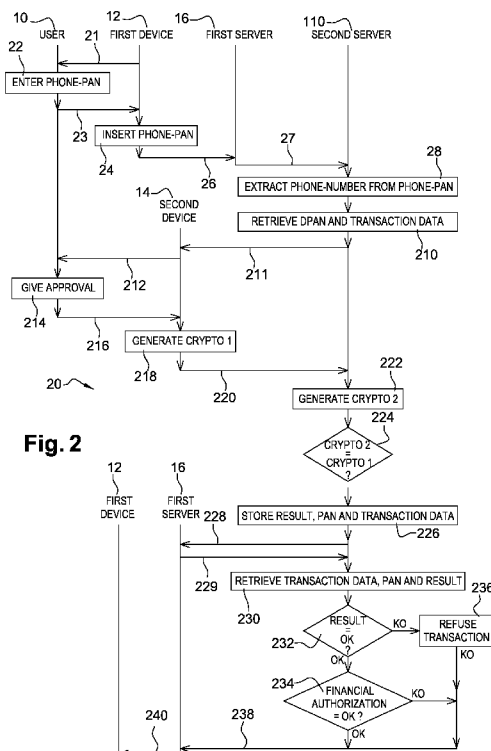 10 12 16 110
USER FIRST DEVICE FIRST SERVER SECOND SERVER
22 21
ENTER PHONE-PAN
23
INSERT PHONE-PAN
24 26 27 28
EXTRACT PHONE-NUMBER FROM PHONE-PAN
14
SECOND
DEVICE
RETRIEVE DPAN AND TRANSACTION DATA
210
212 211
GIVE APPROVAL
214 216
GENERATE CRYPTO 1
218 220 222
20
GENERATE CRYPTO 2
224
Fig. 2
CRYPTO 2
=
CRYPTO 1
?
12 16
FIRST
DEVICE
FIRST
SERVER
STORE RESULT, PAN AND TRANSACTION DATA
228 226
229
RETRIEVE TRANSACTION DATA, PAN AND RESULT
230 236
RESULT
= OK
?
232
KO
REFUSE
TRANSACTION
OK KO
234
FINANCIAL
AUTHORIZATION
= OK ?
KO
OK
240 238